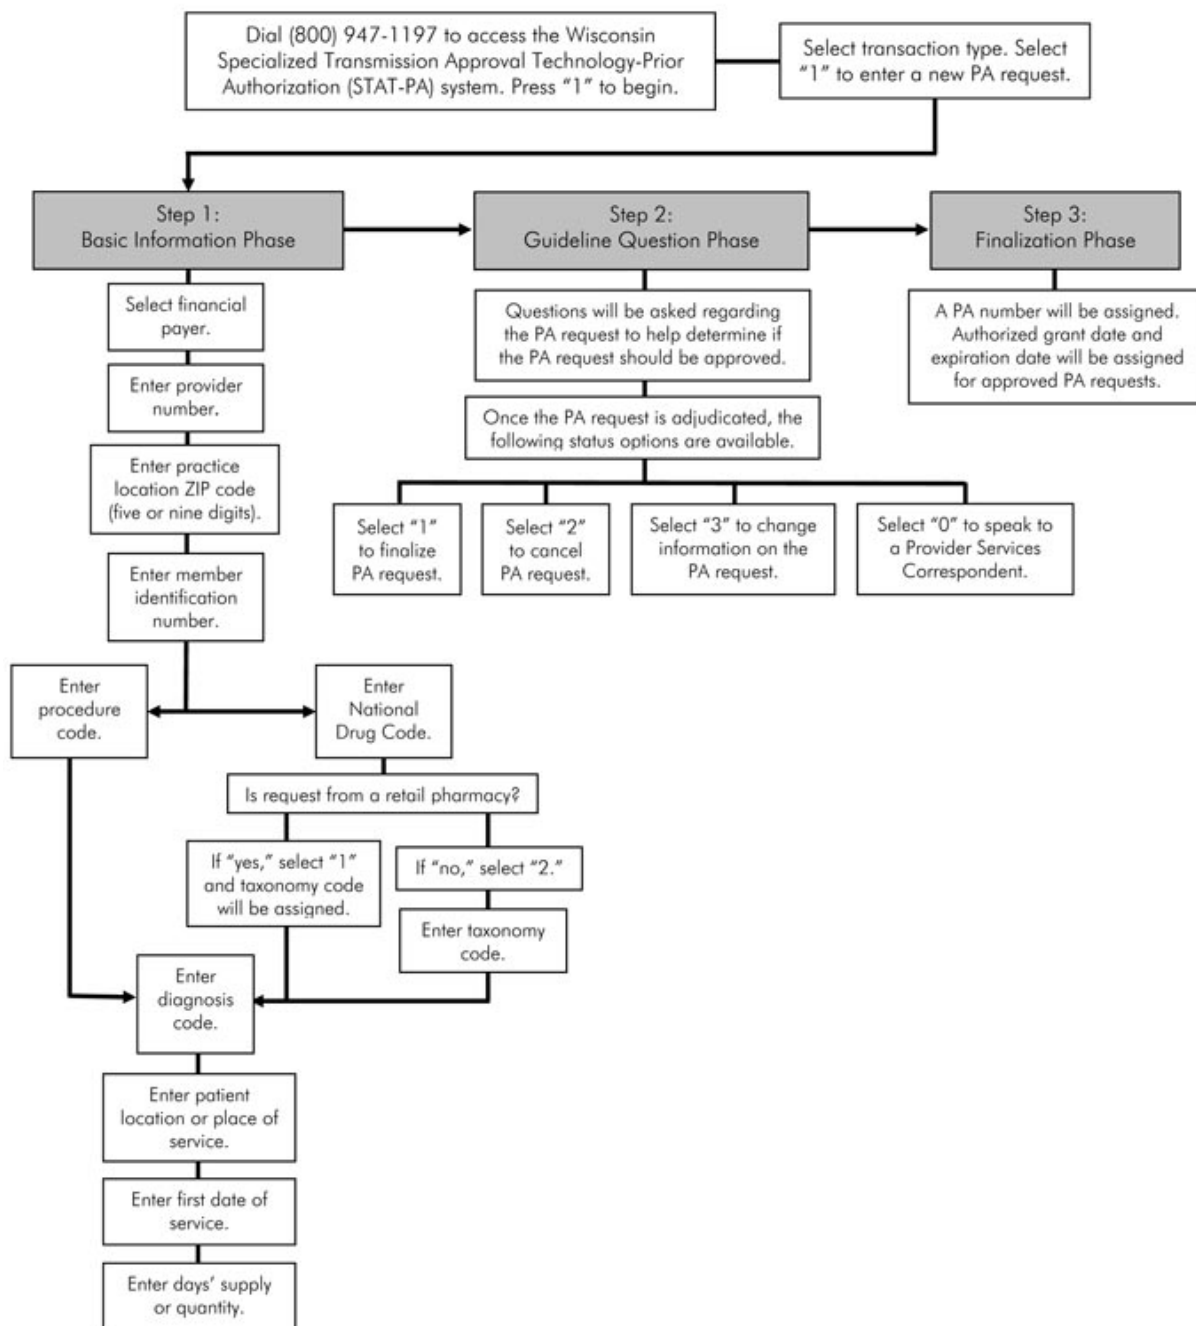 Dial (800) 947-1197 to access the Wisconsin
Specialized Transmission Approval Technology-Prior
Authorization (STAT-PA) system. Press “1” to begin.
Select transaction type. Select
“1” to enter a new PA request.
Step 1:
Basic Information Phase
Step 2:
Guideline Question Phase
Step 3:
Finalization Phase
Select financial
payer.
Enter provider
number.
Enter practice
location ZIP code
(five or nine digits).
Enter member
identification
number.
Enter
procedure
code.
Enter
National
Drug Code.
Is request from a retail pharmacy?
If “yes,” select “1”
and taxonomy code
will be assigned.
If “no,” select “2.”
Enter taxonomy
code.
Enter
diagnosis
code.
Enter patient
location or place of
service.
Enter first date of
service.
Enter days’ supply
or quantity.
Questions will be asked regarding
the PA request to help determine if
the PA request should be approved.
Once the PA request is adjudicated, the
following status options are available.
Select “1”
to finalize
PA request.
Select “2”
to cancel
PA request.
Select “3” to change
information on the
PA request.
Select “0” to speak to
a Provider Services
Correspondent.
A PA number will be assigned.
Authorized grant date and
expiration date will be assigned
for approved PA requests.